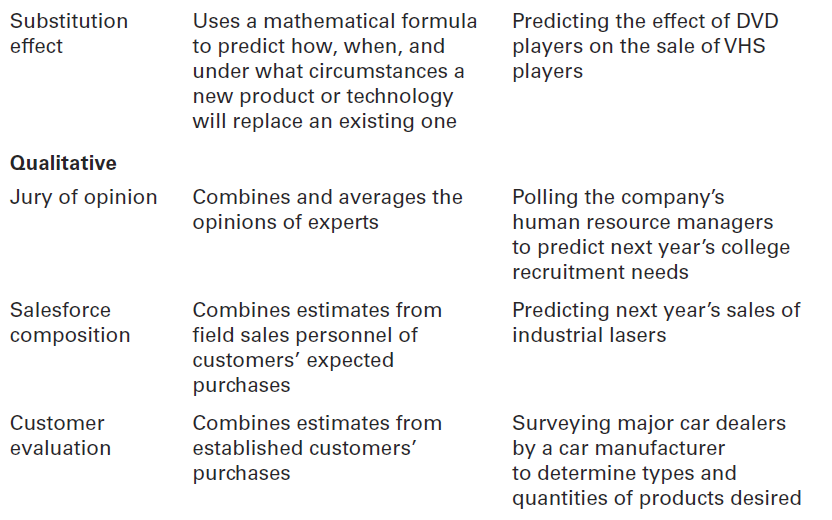 Substitution effect
Uses a mathematical formula to predict how, when, and under what circumstances a new product or technology will replace an existing one
Predicting the effect of DVD players on the sale of VHS players
Qualitative
Jury of opinion
Combines and averages the opinions of experts
Polling the company's human resource managers to predict next year's college recruitment needs
Salesforce composition
Combines estimates from field sales personnel of customers' expected purchases
Predicting next year's sales of industrial lasers
Customer evaluation
Combines estimates from established customers' purchases
Surveying major car dealers by a car manufacturer to determine types and quantities of products desired